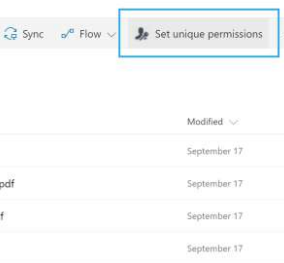 Sync Flow Set unique permissions
Modified
September 17
pdf September 17
f September 17
September 17